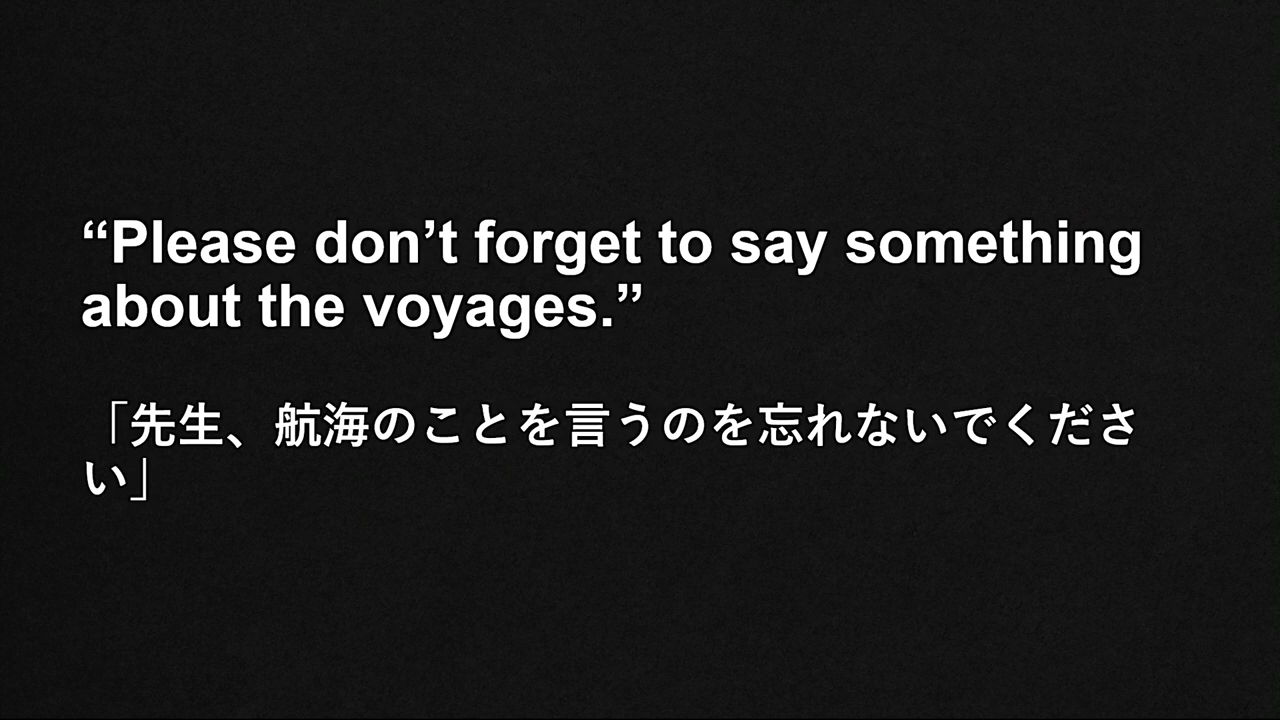 “Please don’t forget to say something
about the voyages.”
「先生、航海のことを言うのを忘れないでくださ
い」